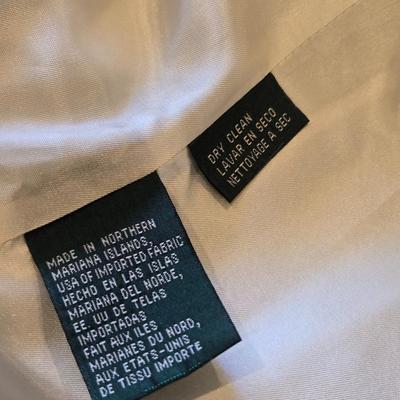 DRY CLEAN
LAVAR EN SECO
NETTOYAGE A SEC
MADE IN NORTHERN
MARIANA ISLANDS,
USA OF IMPORTED FABRIC
HECHO EN LAS ISLAS
MARIANA DEL NORDE,
EE. UU DE TELAS
IMPORTADAS
FAIT AUX ILES
MARIANES DU NORD,
AUX ETATS-UNIS
DE TISSU IMPORTE